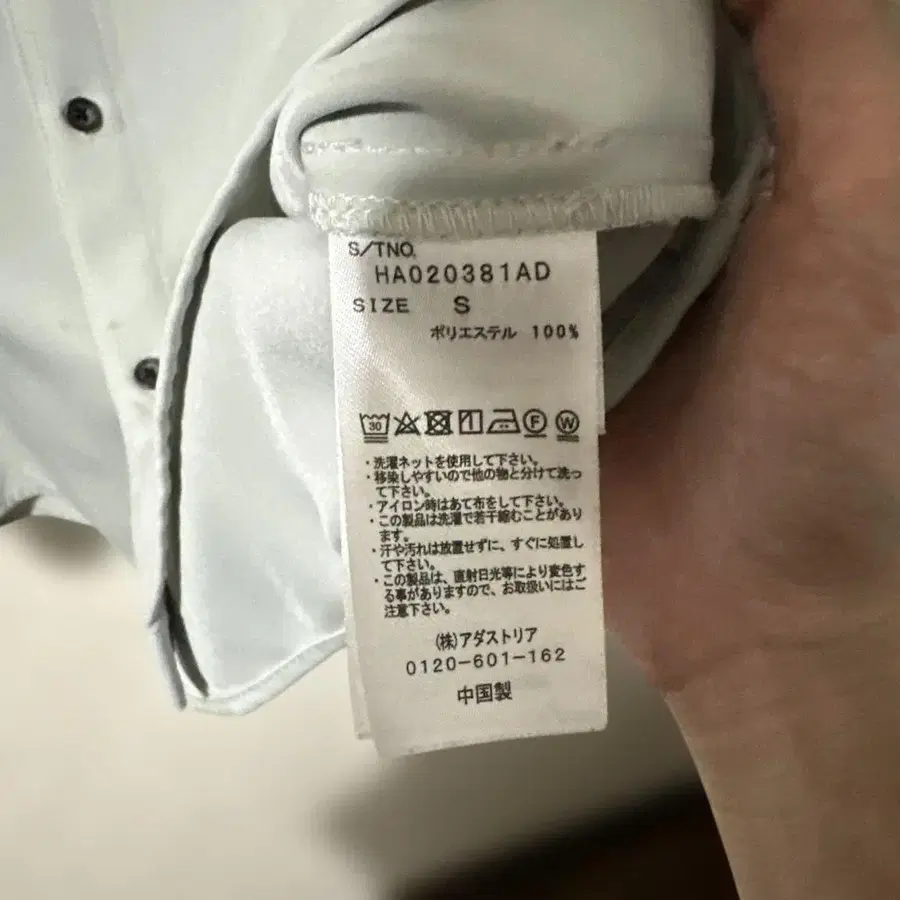 S/TNO.
HA020381AD
SIZE S
ポリエステル 100%
30 F W
・洗濯ネットを使用して下さい。
・移染しやすいので他の物と分けて洗っ
て下さい。
・アイロン時はあて布をして下さい。
・この製品は洗濯で若干縮むことがあり
ます。
・汗や汚れは放置せずに、すぐに処置し
て下さい。
・この製品は、直射日光等により変色す
る事がありますので、お取扱いにはご
注意下さい。
(株)アダストリア
0120-601-162
中国製